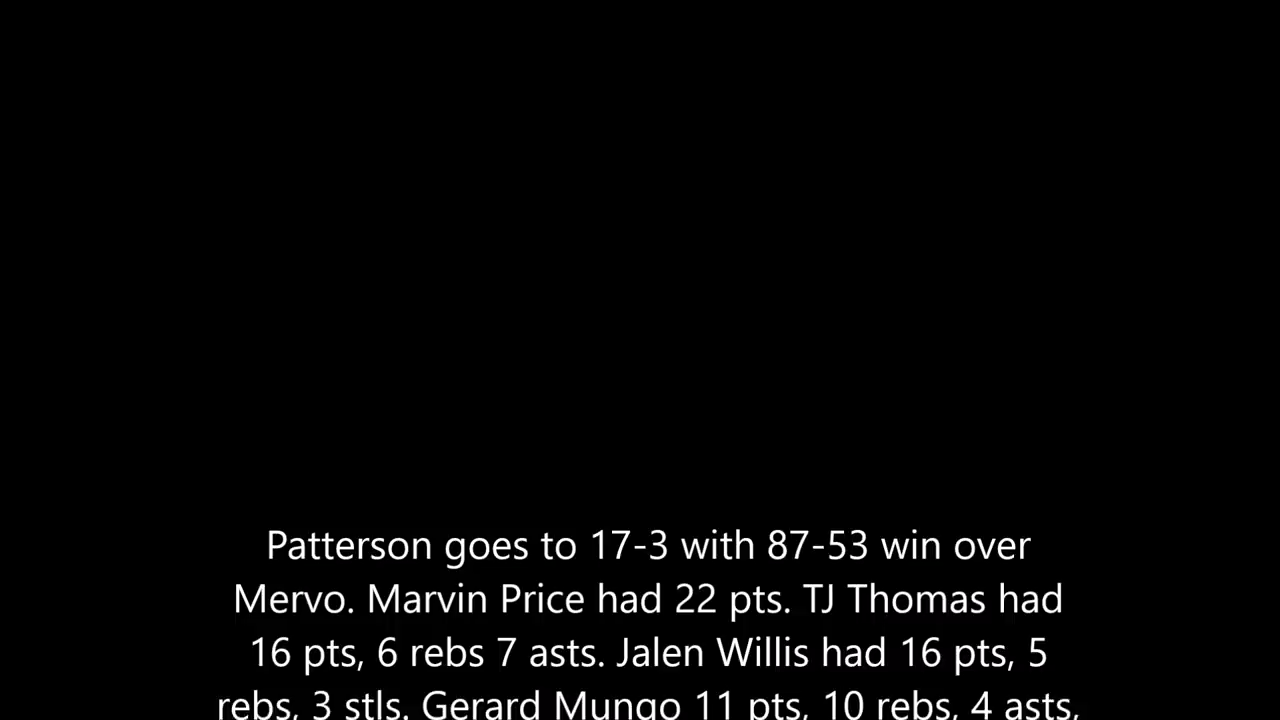 Patterson goes to 17-3 with 87-53 win over
Mervo. Marvin Price had 22 pts. TJ Thomas had
16 pts, 6 rebs 7 asts. Jalen Willis had 16 pts, 5
rebs, 3 stls. Gerard Mungo 11 pts, 10 rebs, 4 asts,